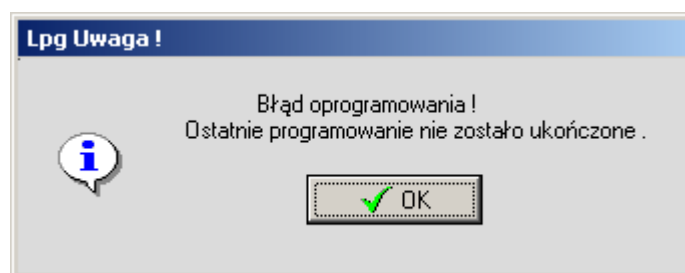 Lpg Uwaga !
Błąd oprogramowania !
Ostatnie programowanie nie zostało ukończone .
OK